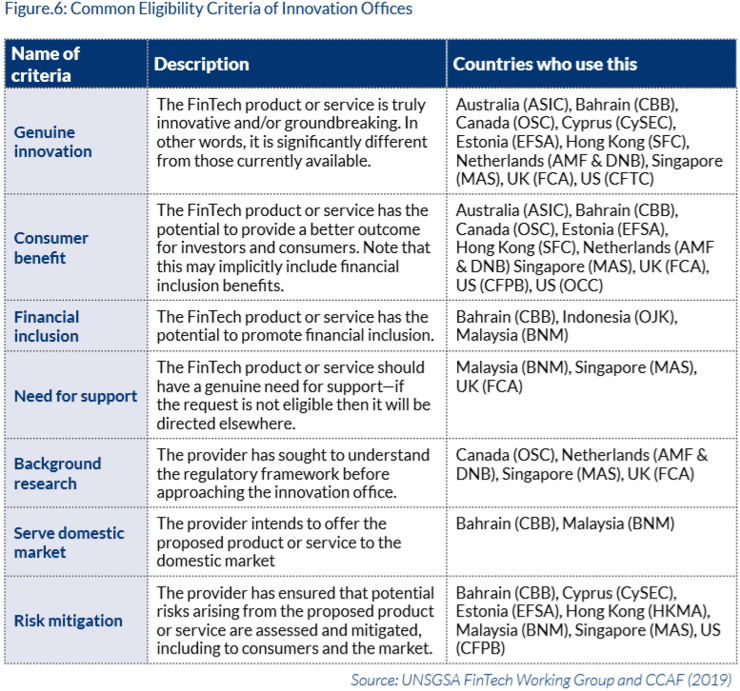 Figure.6: Common Eligibility Criteria of Innovation Offices
Name of
criteria
Description
Countries who use this
Genuine
innovation
The FinTech product or service is truly
innovative and/or groundbreaking. In
other words, it is significantly different
from those currently available.
Australia (ASIC), Bahrain (CBB),
Canada (OSC), Cyprus (CySEC),
Estonia (EFSA), Hong Kong (SFC),
Netherlands (AMF & DNB), Singapore
(MAS), UK (FCA), US (CFTC)
Consumer
benefit
The FinTech product or service has the
potential to provide a better outcome
for investors and consumers. Note that
this may implicitly include financial
inclusion benefits.
Australia (ASIC), Bahrain (CBB),
Canada (OSC), Estonia (EFSA),
Hong Kong (SFC), Netherlands (AMF
& DNB) Singapore (MAS), UK (FCA),
US (CFPB), US (OCC)
Financial
inclusion
The FinTech product or service has the
potential to promote financial inclusion.
Bahrain (CBB), Indonesia (OJK),
Malaysia (BNM)
Need for support
The FinTech product or service should
have a genuine need for support—if
the request is not eligible then it will be
directed elsewhere.
Malaysia (BNM), Singapore (MAS),
UK (FCA)
Background
research
The provider has sought to understand
the regulatory framework before
approaching the innovation office.
Canada (OSC), Netherlands (AMF &
DNB), Singapore (MAS), UK (FCA)
Serve domestic
market
The provider intends to offer the
proposed product or service to the
domestic market
Bahrain (CBB), Malaysia (BNM)
Risk mitigation
The provider has ensured that potential
risks arising from the proposed product
or service are assessed and mitigated,
including to consumers and the market.
Bahrain (CBB), Cyprus (CySEC),
Estonia (EFSA), Hong Kong (HKMA),
Malaysia (BNM), Singapore (MAS), US
(CFPB)
Source: UNSGSA FinTech Working Group and CCAF (2019)